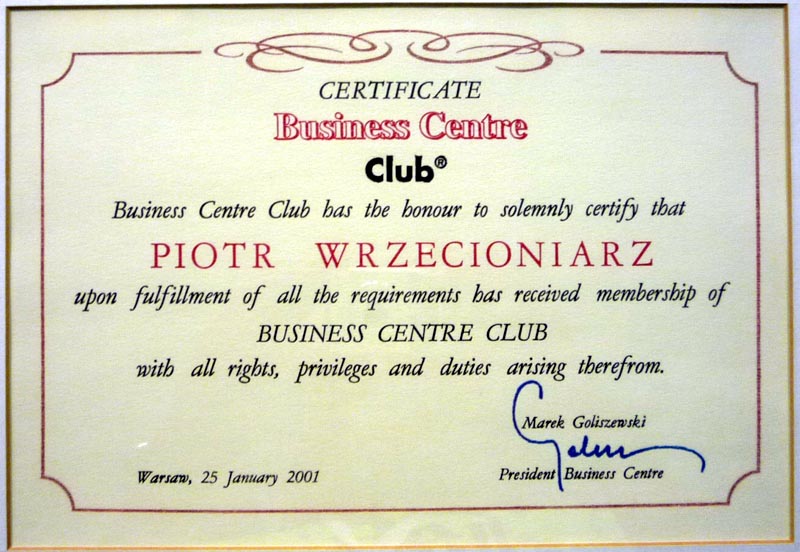 CERTIFICATE
Business Centre
Club®
Business Centre Club has the honour to solemnly certify that
PIOTR WRZECIONIARZ
upon fulfillment of all the requirements has received membership of
BUSINESS CENTRE CLUB
with all rights, privileges and duties arising therefrom.
Marek Goliszewski
Warsaw, 25 January 2001
President Business Centre